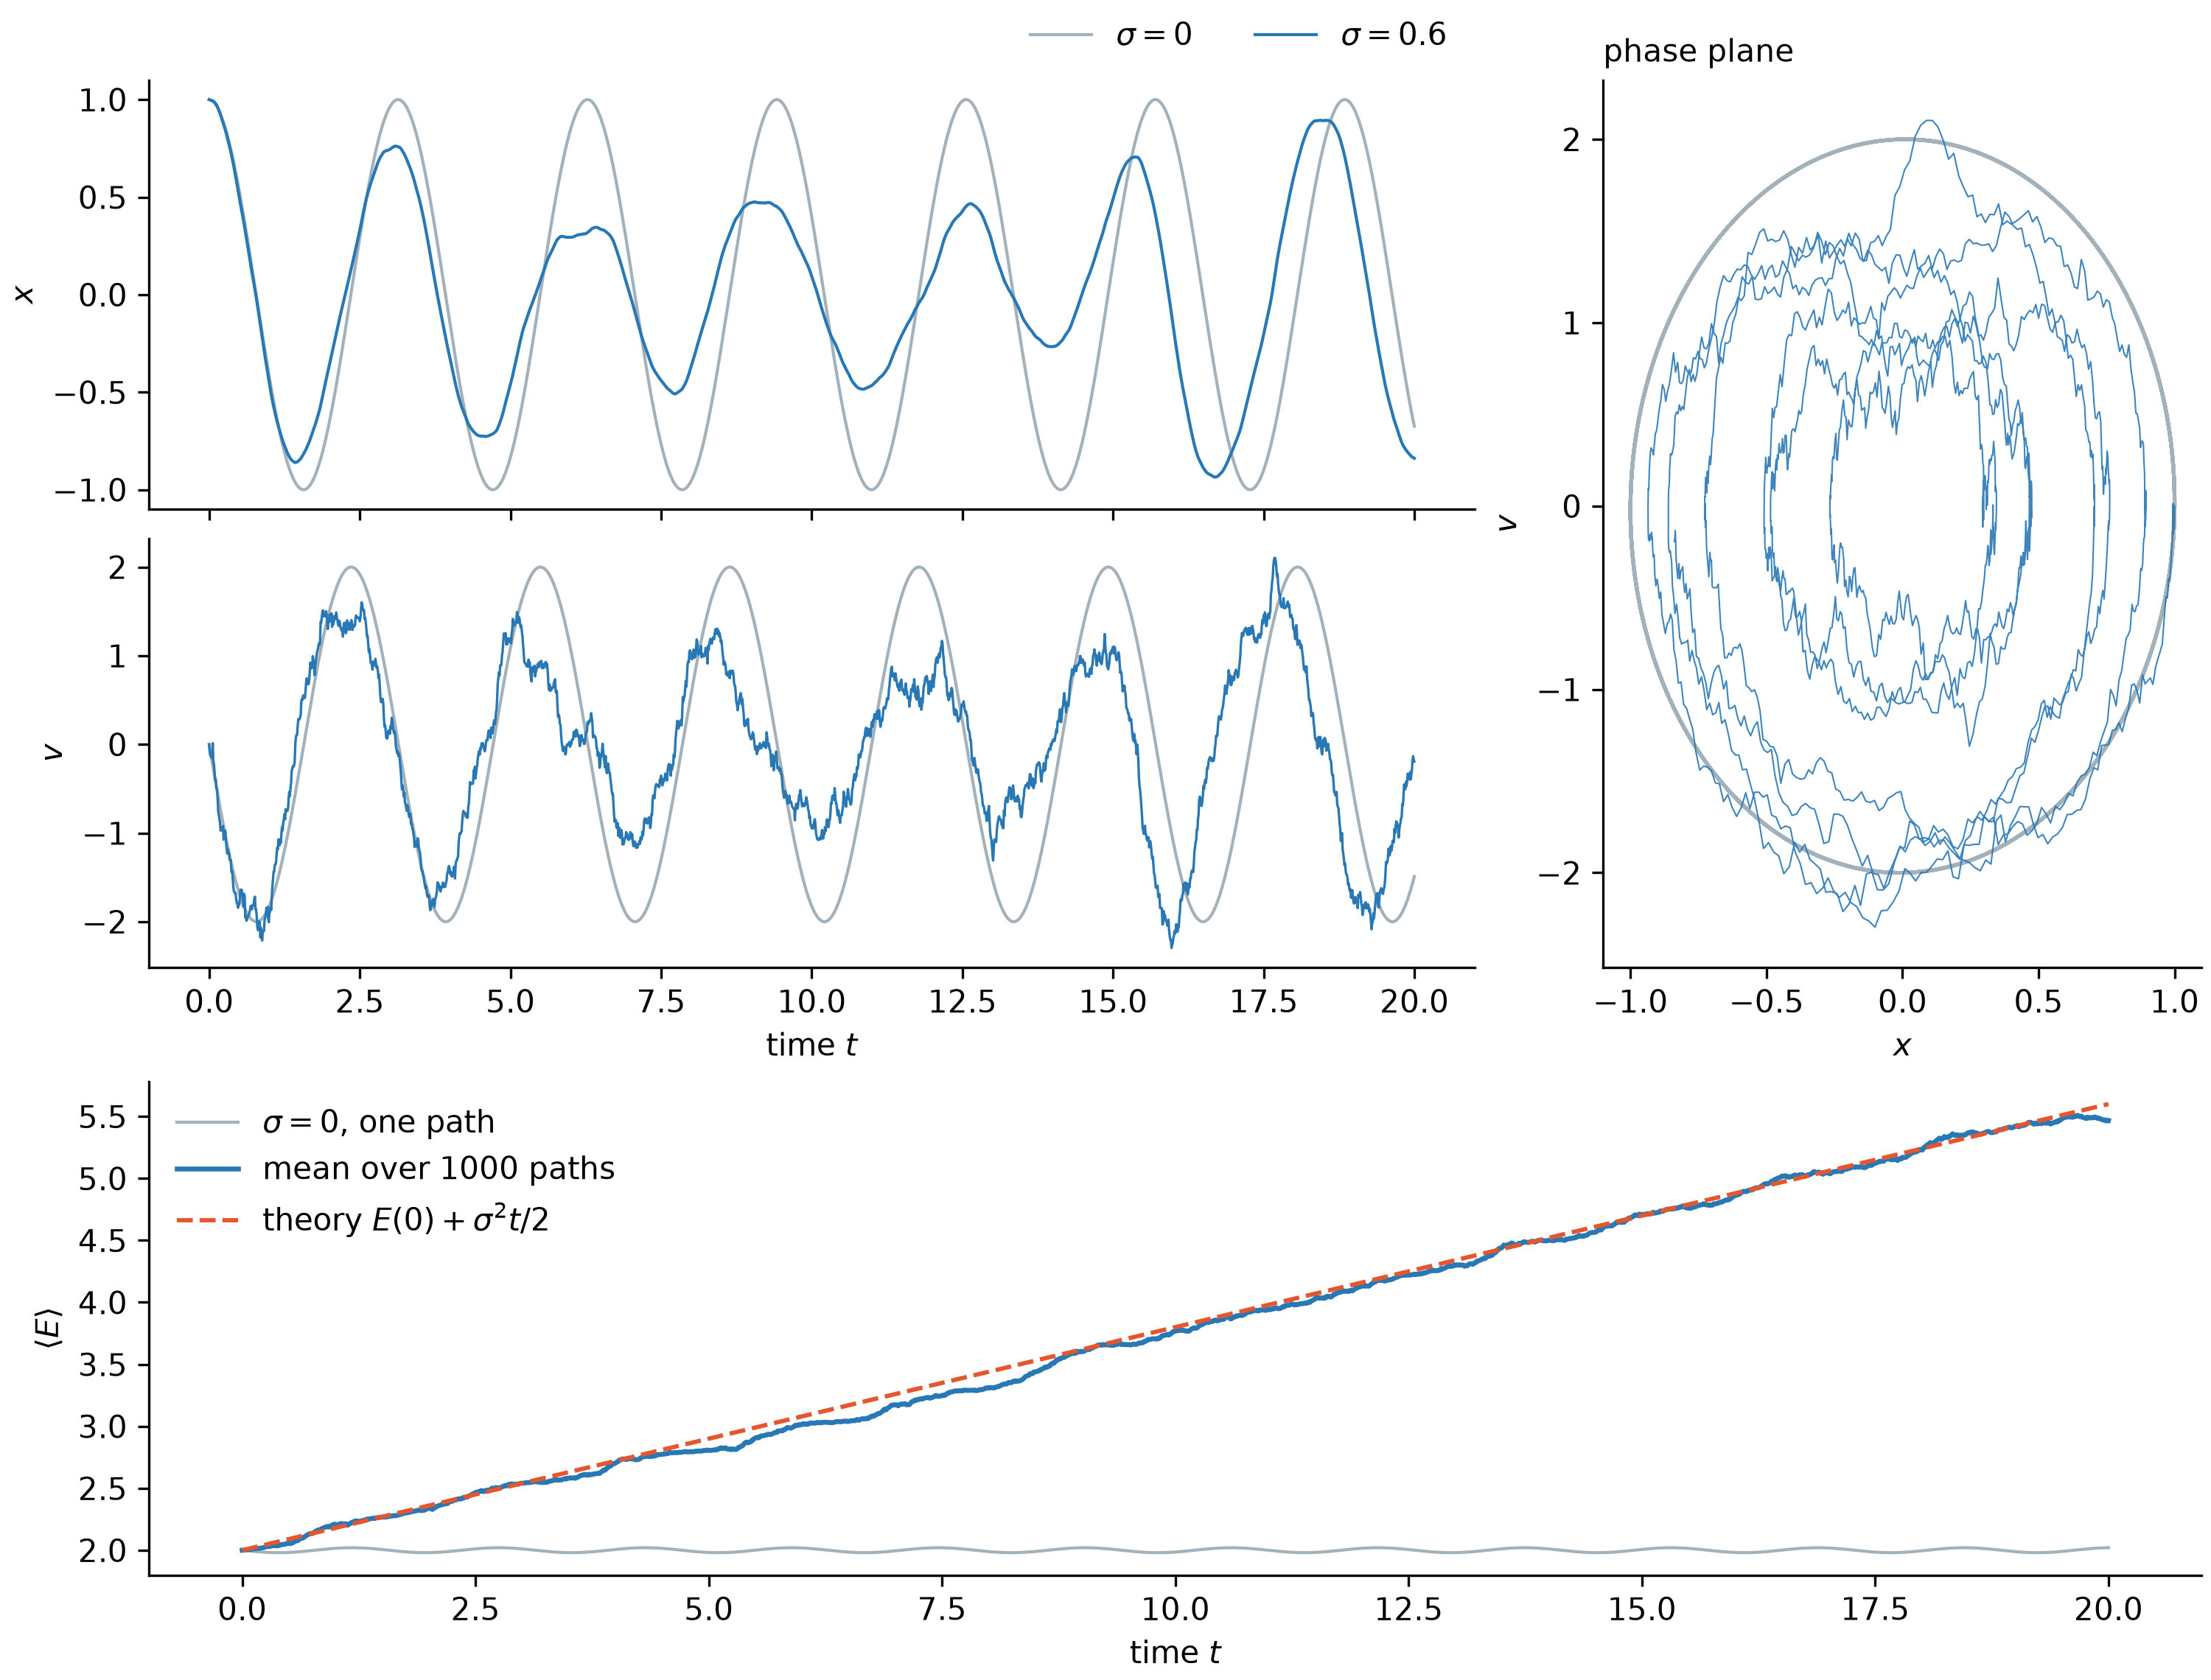 σ = 0 σ = 0.6
phase plane
x
1.0
0.5
0.0
−0.5
−1.0
v
2
1
0
−1
−2
0.0 2.5 5.0 7.5 10.0 12.5 15.0 17.5 20.0
time t
v
2
1
0
−1
−2
−1.0 −0.5 0.0 0.5 1.0
x
⟨E⟩
5.5
5.0
4.5
4.0
3.5
3.0
2.5
2.0
σ = 0, one path
mean over 1000 paths
theory E(0) + σ²t/2
0.0 2.5 5.0 7.5 10.0 12.5 15.0 17.5 20.0
time t